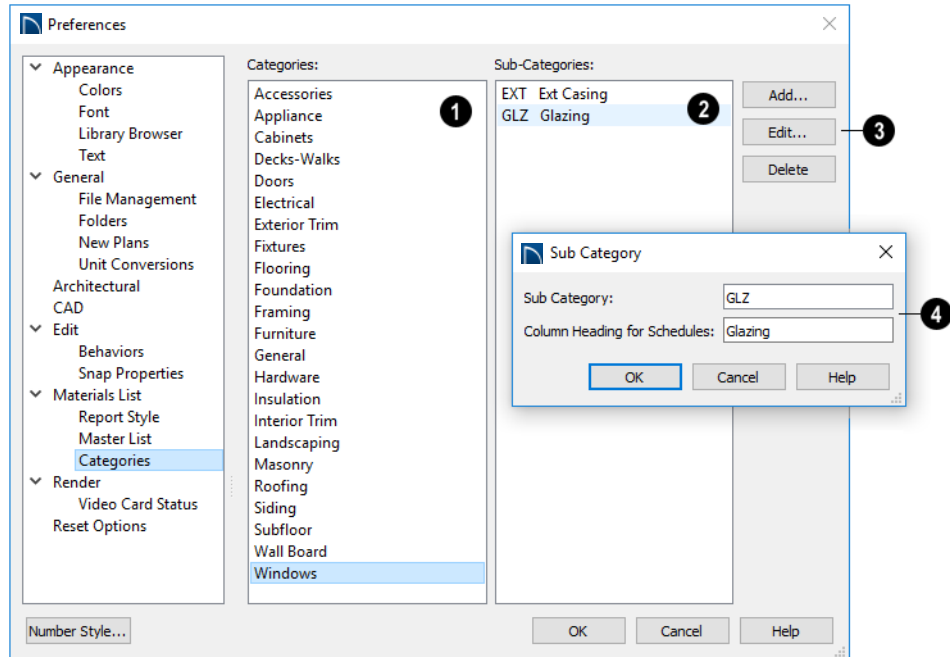 Preferences
Appearance
Colors
Font
Library Browser
Text
General
File Management
Folders
New Plans
Unit Conversions
Architectural
CAD
Edit
Behaviors
Snap Properties
Materials List
Report Style
Master List
Categories
Render
Video Card Status
Reset Options
Categories:
Accessories
Appliance
Cabinets
Decks-Walks
Doors
Electrical
Exterior Trim
Fixtures
Flooring
Foundation
Framing
Furniture
General
Hardware
Insulation
Interior Trim
Landscaping
Masonry
Roofing
Siding
Subfloor
Wall Board
Windows
1
Sub-Categories:
EXT Ext Casing
GLZ Glazing
2
Add...
Edit...
3
Delete
Sub Category
Sub Category: GLZ
Column Heading for Schedules: Glazing
4
OK Cancel Help
Number Style... OK Cancel Help